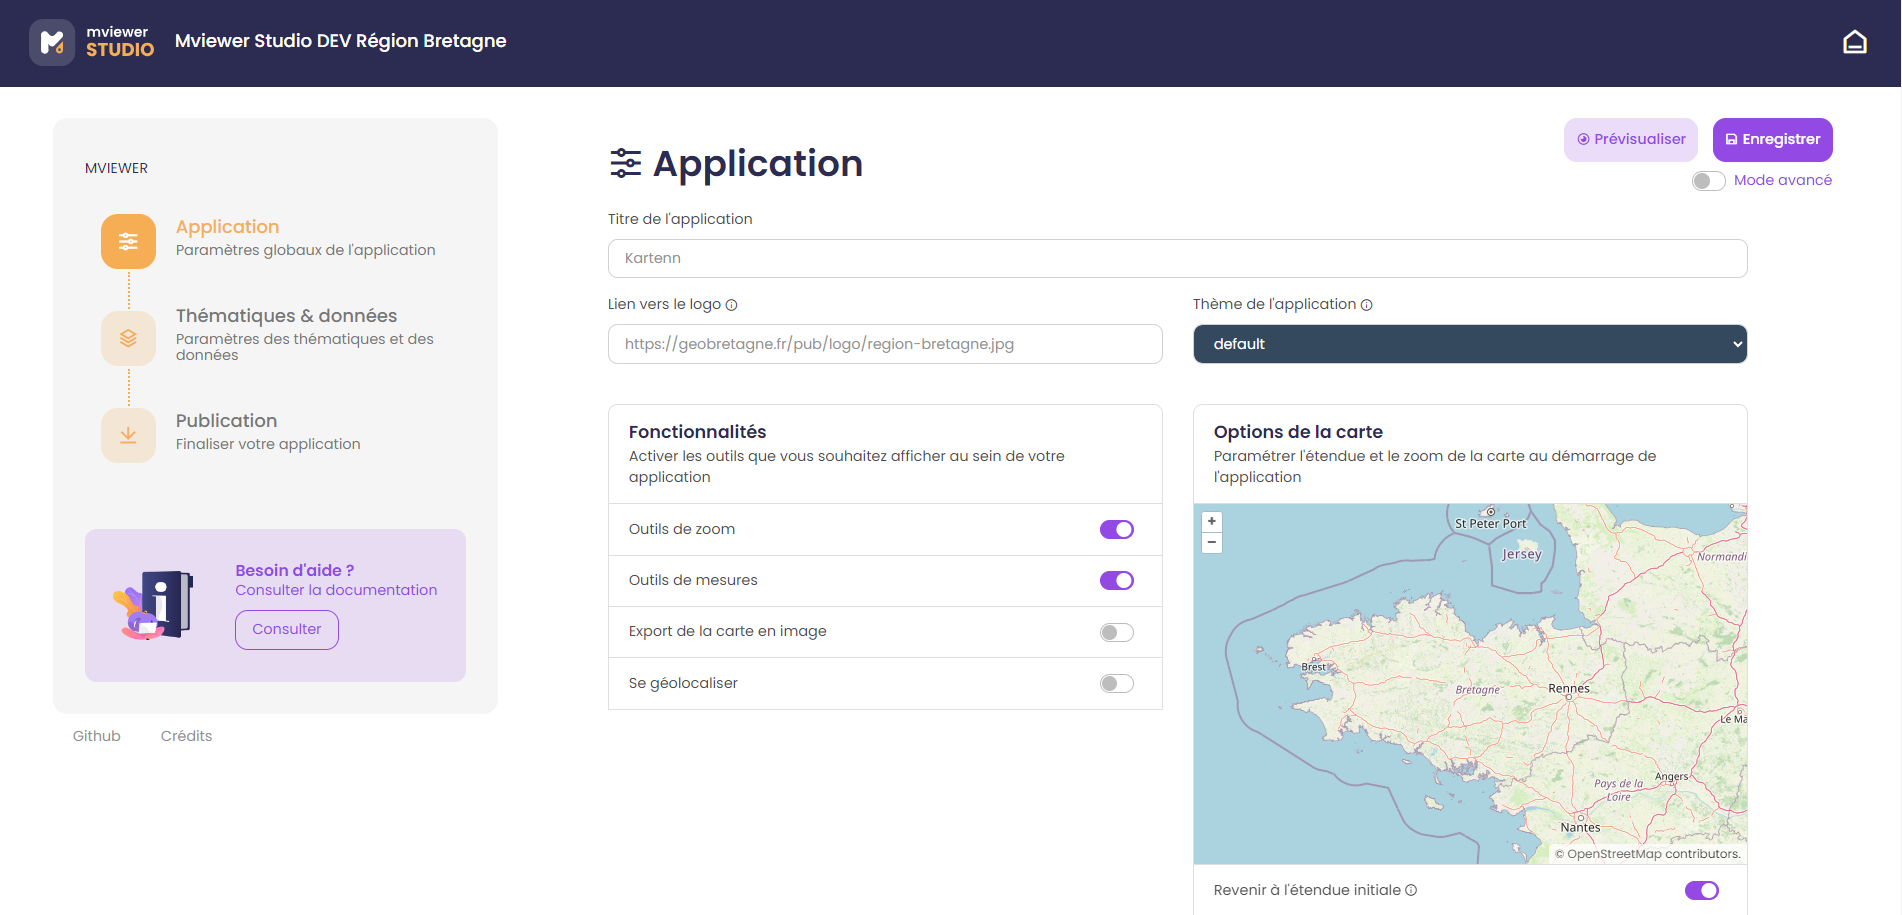 mviewer
STUDIO
Mviewer Studio DEV Région Bretagne
MVIEWER
Application
Paramètres globaux de l'application
Thématiques & données
Paramètres des thématiques et des
données
Publication
Finaliser votre application
Besoin d'aide ?
Consulter la documentation
Consulter
Github
Crédits
Application
Prévisualiser
Enregistrer
Mode avancé
Titre de l'application
Kartenn
Lien vers le logo
https://geobretagne.fr/pub/logo/region-bretagne.jpg
Thème de l'application
default
Fonctionnalités
Activer les outils que vous souhaitez afficher au sein de votre
application
Outils de zoom
Outils de mesures
Export de la carte en image
Se géolocaliser
Options de la carte
Paramétrer l'étendue et le zoom de la carte au démarrage de
l'application
+
−
St Peter Port
Jersey
Normandi
Brest
Bretagne
Rennes
Le Ma
Angers
Pays de la
Loire
Nantes
© OpenStreetMap contributors.
Revenir à l'étendue initiale